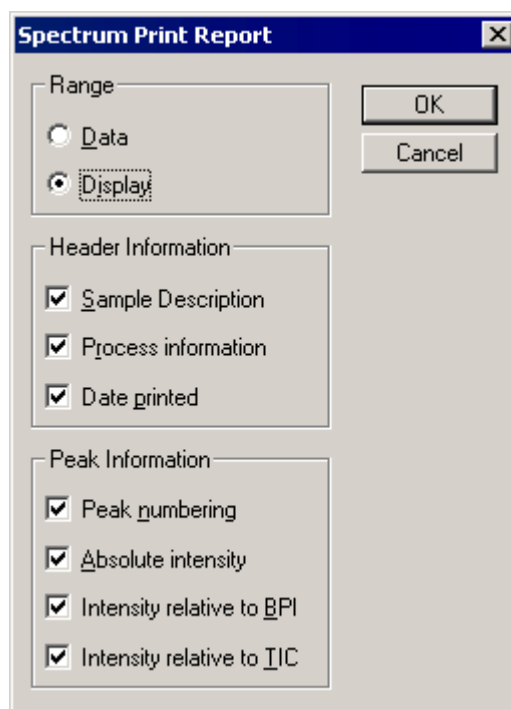 Spectrum Print Report
Range
Data
Display
OK
Cancel
Header Information
Sample Description
Process information
Date printed
Peak Information
Peak numbering
Absolute intensity
Intensity relative to BPI
Intensity relative to TIC